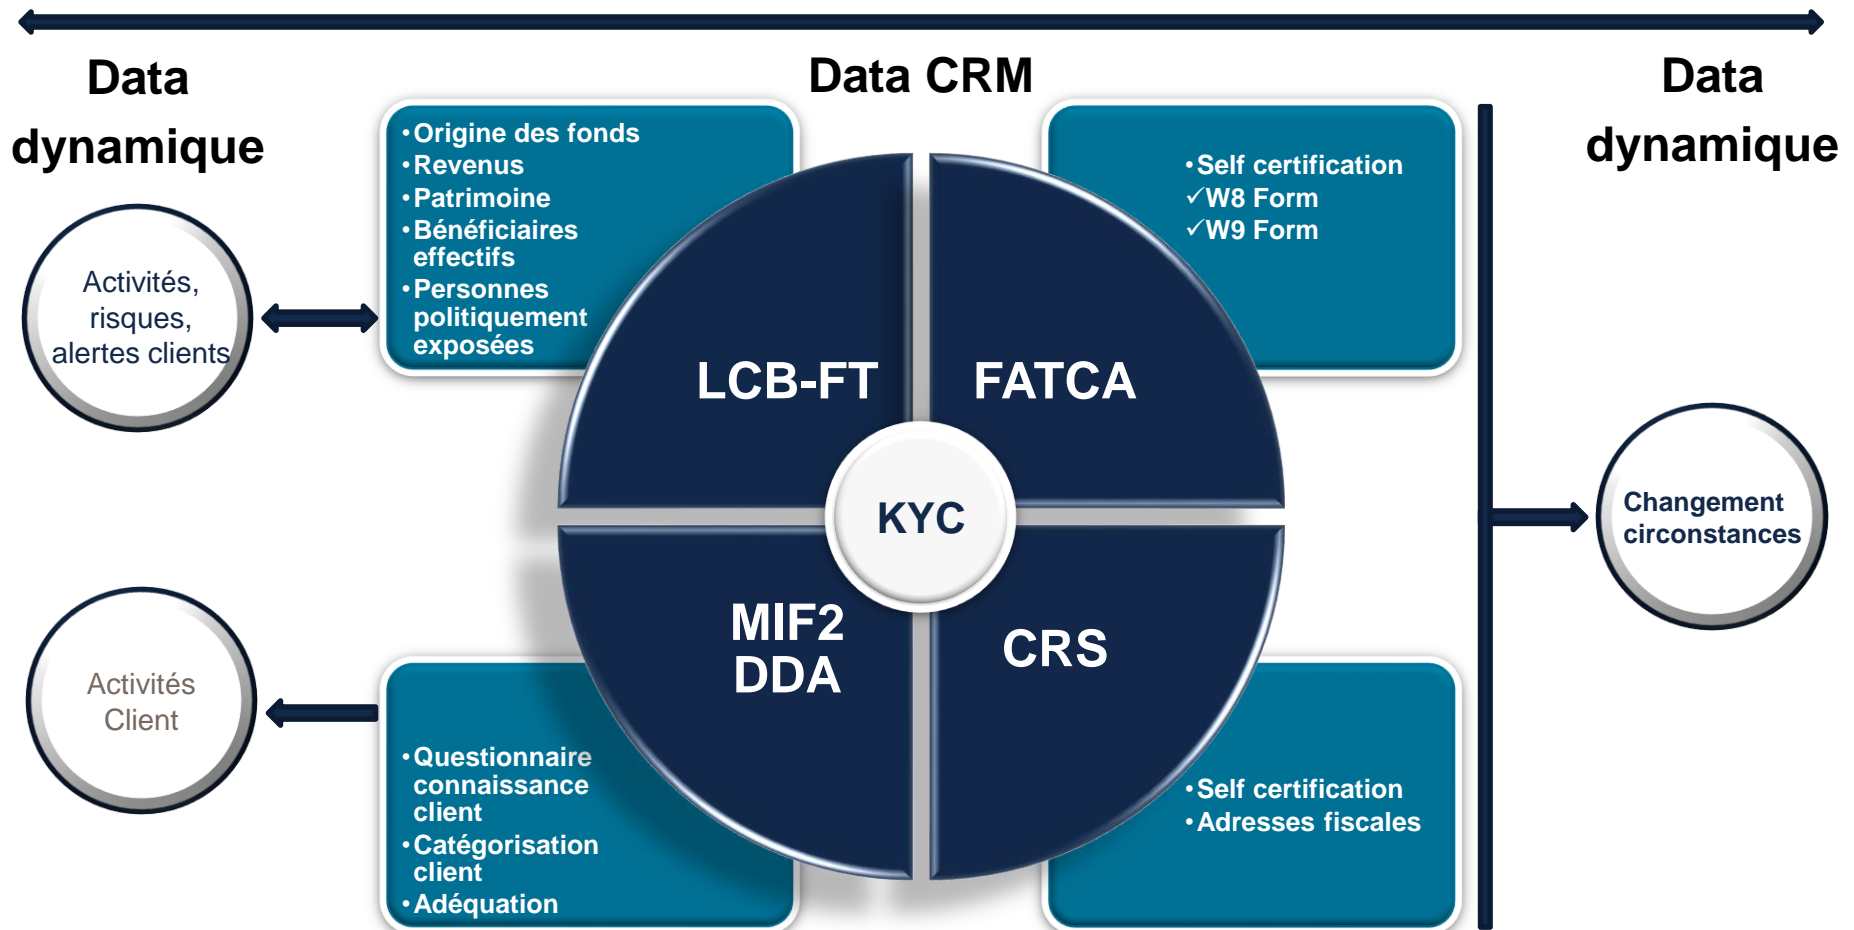 Data
dynamique
Data CRM
Data
dynamique
Activités,
risques,
alertes clients
•Origine des fonds
•Revenus
•Patrimoine
•Bénéficiaires
effectifs
•Personnes
politiquement
exposées
LCB-FT
FATCA
•Self certification
✓W8 Form
✓W9 Form
KYC
Changement
circonstances
Activités
Client
MIF2
DDA
CRS
•Questionnaire
connaissance
client
•Catégorisation
client
•Adéquation
•Self certification
•Adresses fiscales